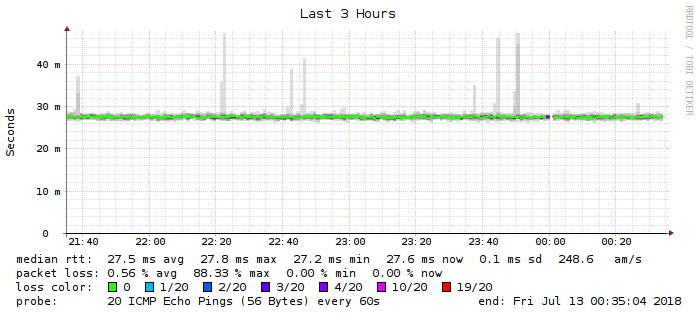 Last 3 Hours
RRDTOOL / TOBI OETIKER
Seconds
40 m
30 m
20 m
10 m
0
21:40 22:00 22:20 22:40 23:00 23:20 23:40 00:00 00:20
median rtt: 27.5 ms avg 27.8 ms max 27.2 ms min 27.6 ms now 0.1 ms sd 248.6 am/s
packet loss: 0.56 % avg 88.33 % max 0.00 % min 0.00 % now
loss color: 0 1/20 2/20 3/20 4/20 10/20 19/20
probe: 20 ICMP Echo Pings (56 Bytes) every 60s end: Fri Jul 13 00:35:04 2018